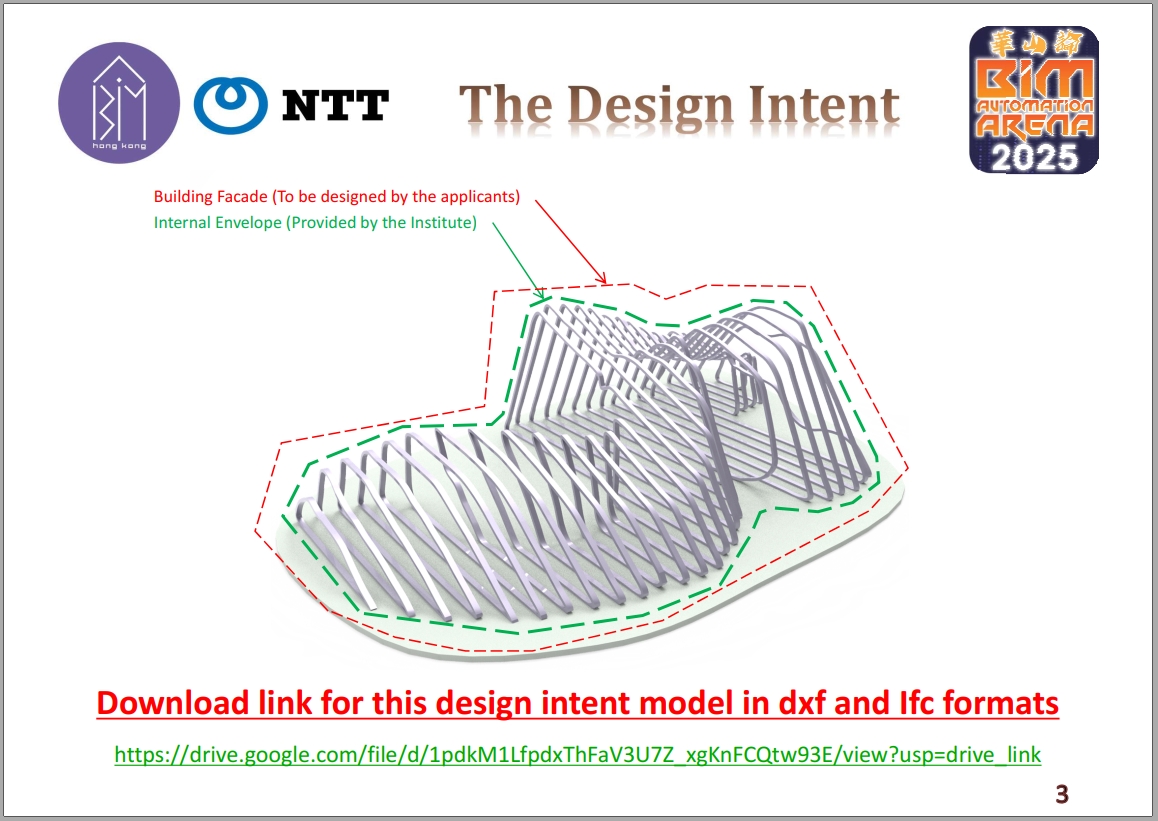 BIM
hong kong
NTT
The Design Intent
華山論
BIM
AUTOMATION
ARENA
2025
Building Facade (To be designed by the applicants)
Internal Envelope (Provided by the Institute)
Download link for this design intent model in dxf and Ifc formats
https://drive.google.com/file/d/1pdkM1LfpdxThFaV3U7Z_xgKnFCQtw93E/view?usp=drive_link
3